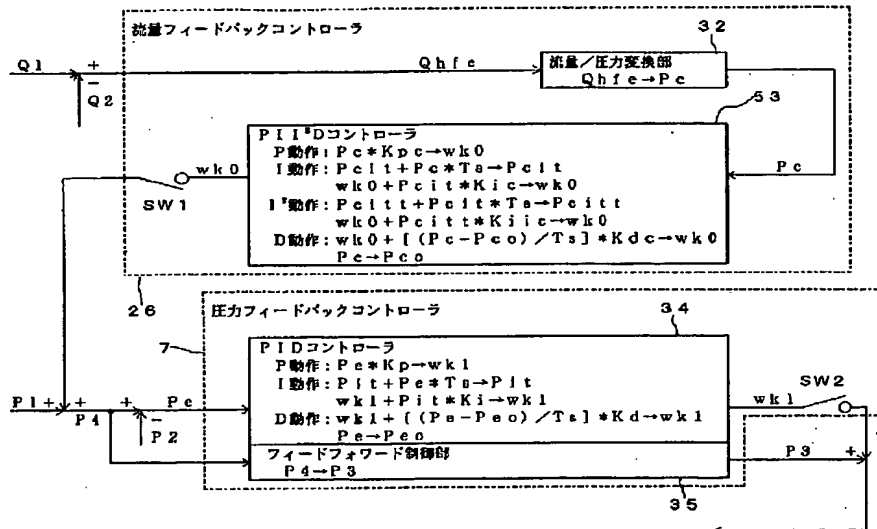 流量フィードバックコントローラ
32
Q1 + Qhfe
流量/圧力変換部
Qhfe→Pc
−
Q2
53
PII²Dコントローラ
P動作: Pc*Kpc→wk0
wk0
I動作: Pcit+Pc*Ts→Pcit
Pc
wk0+Pcit*Kic→wk0
SW1
I²動作: Pcitt+Pcit*Ts→Pcitt
wk0+Pcitt*Kiic→wk0
D動作: wk0+[(Pc-Pco)/Ts]*Kdc→wk0
Pc→Pco
26
圧力フィードバックコントローラ
34
7
PIDコントローラ
P動作: Pe*Kp→wk1
SW2
I動作: Pit+Pe*Ts→Pit
P1+ + + Pe
wk1+Pit*Ki→wk1
wk1
P4
−
P2
D動作: wk1+[(Pe-Peo)/Ts]*Kd→wk1
Pe→Peo
フィードフォワード制御部
P3 +
P4→P3
35